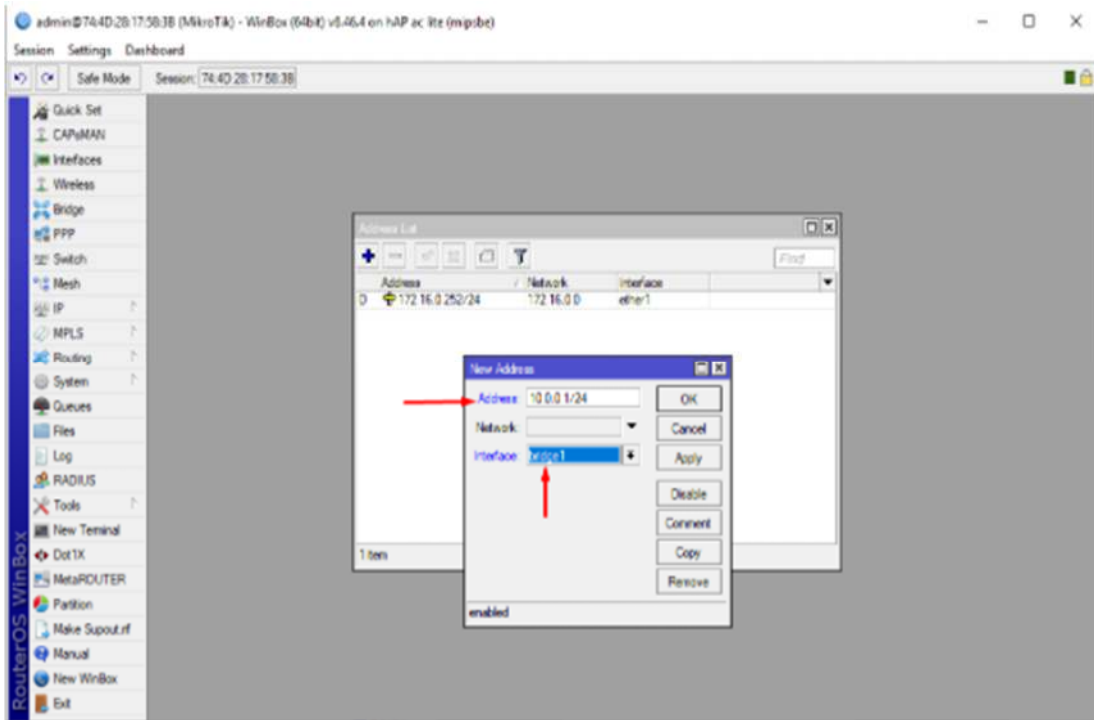 admin@74:4D:28:17:58:3B (MikroTik) - WinBox (64bit) v6.46.4 on hAP ac lite (mipsbe)
Session Settings Dashboard
Safe Mode Session: 74:4D:28:17:58:3B
Quick Set
CAPsMAN
Interfaces
Wireless
Bridge
PPP
Switch
Mesh
IP
MPLS
Routing
System
Queues
Files
Log
RADIUS
Tools
New Terminal
Dot1X
MetaROUTER
Partition
Make Supout.rif
Manual
New WinBox
Exit
RouterOS WinBox
Address List
Find
Address Network Interface
D 172.16.0.252/24 172.16.0.0 ether1
1 item
New Address
Address: 10.0.0.1/24 OK
Network: Cancel
Interface: bridge1 Apply
Disable
Comment
Copy
Remove
enabled